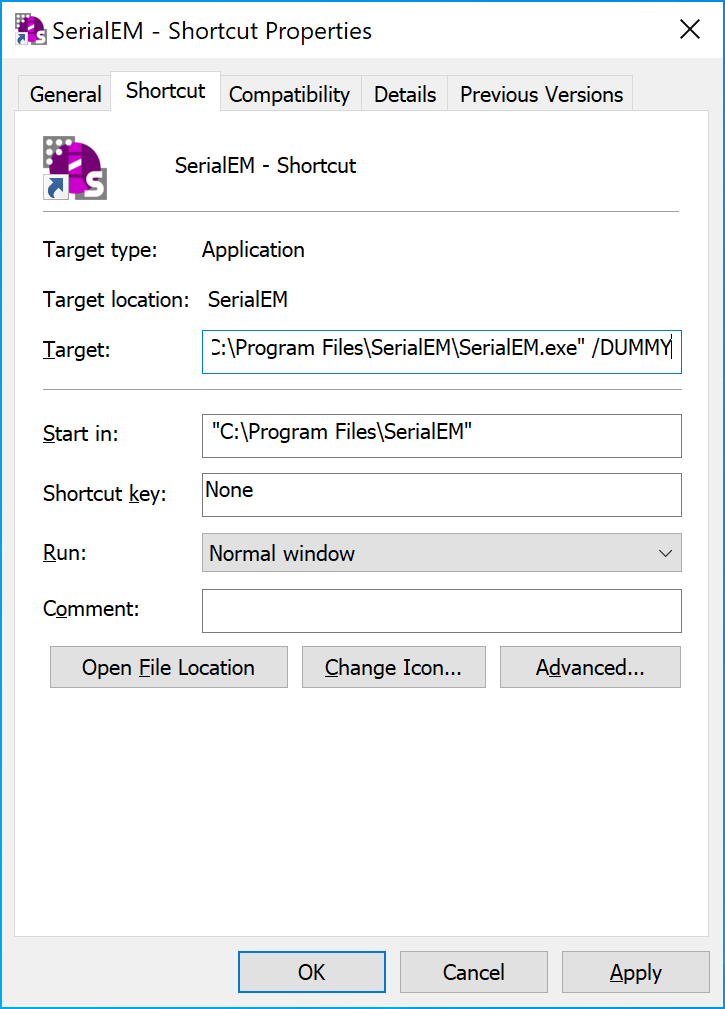 SerialEM - Shortcut Properties
General Shortcut Compatibility Details Previous Versions
SerialEM - Shortcut
Target type: Application
Target location: SerialEM
Target: C:\Program Files\SerialEM\SerialEM.exe" /DUMMY
Start in: "C:\Program Files\SerialEM"
Shortcut key: None
Run: Normal window
Comment:
Open File Location Change Icon... Advanced...
OK Cancel Apply